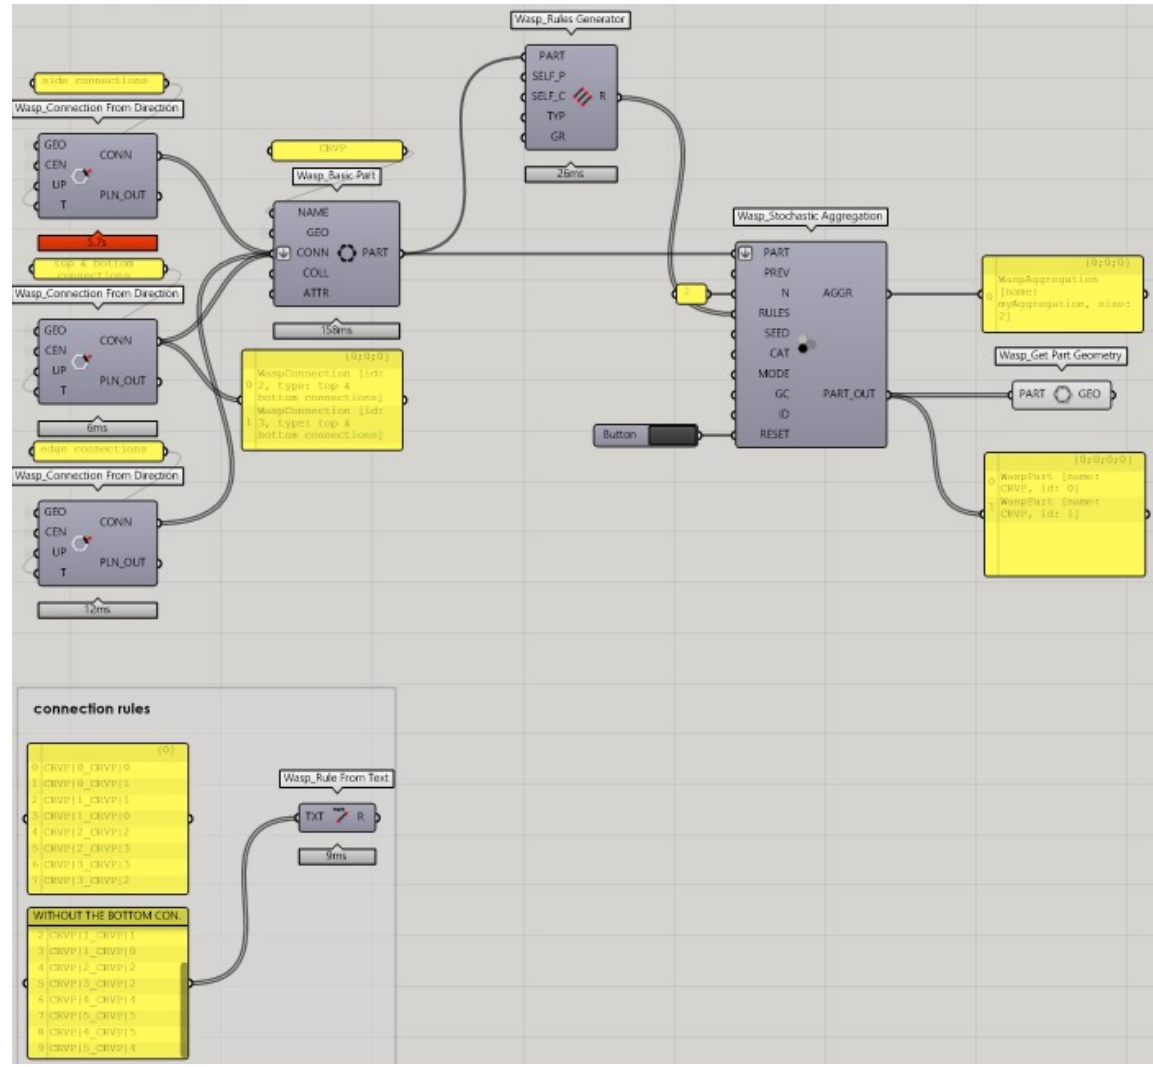 Wasp_Rules Generator
PART
SELF_P
SELF_C
TYP
GR
R
26ms
side connections
Wasp_Connection From Direction
GEO
CEN
UP
T
CONN
PLN_OUT
5.7s
CRVP
Wasp_Basic Part
NAME
GEO
CONN
COLL
ATTR
PART
158ms
top & bottom
connections
Wasp_Connection From Direction
GEO
CEN
UP
T
CONN
PLN_OUT
6ms
{0;0;0}
0 WaspConnection [id:
2, type: top &
bottom connections]
1 WaspConnection [id:
3, type: top &
bottom connections]
edge connections
Wasp_Connection From Direction
GEO
CEN
UP
T
CONN
PLN_OUT
12ms
Wasp_Stochastic Aggregation
PART
PREV
N
RULES
SEED
CAT
MODE
GC
ID
RESET
AGGR
PART_OUT
2
Button
{0;0;0}
0 WaspAggregation
[name:
myAggregation, size:
2]
Wasp_Get Part Geometry
PART GEO
{0;0;0;0}
0 WaspPart [name:
CRVP, id: 0]
1 WaspPart [name:
CRVP, id: 1]
connection rules
{0}
0 CRVP|0_CRVP|0
1 CRVP|0_CRVP|1
2 CRVP|1_CRVP|1
3 CRVP|1_CRVP|0
4 CRVP|2_CRVP|2
5 CRVP|2_CRVP|3
6 CRVP|3_CRVP|3
7 CRVP|3_CRVP|2
Wasp_Rule From Text
TXT R
9ms
WITHOUT THE BOTTOM CON.
2 CRVP|1_CRVP|1
3 CRVP|1_CRVP|0
4 CRVP|2_CRVP|2
5 CRVP|3_CRVP|2
6 CRVP|4_CRVP|4
7 CRVP|5_CRVP|5
8 CRVP|4_CRVP|5
9 CRVP|5_CRVP|4